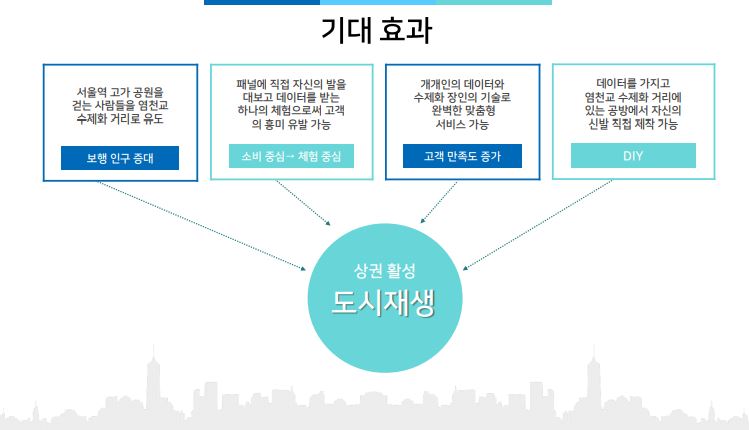 기대 효과
서울역 고가 공원을
걷는 사람들을 염천교
수제화 거리로 유도
보행 인구 증대
패널에 직접 자신의 발을
대보고 데이터를 받는
하나의 체험으로써 고객
의 흥미 유발 가능
소비 중심→ 체험 중심
개개인의 데이터와
수제화 장인의 기술로
완벽한 맞춤형
서비스 가능
고객 만족도 증가
데이터를 가지고
염천교 수제화 거리에
있는 공방에서 자신의
신발 직접 제작 가능
DIY
상권 활성
도시재생